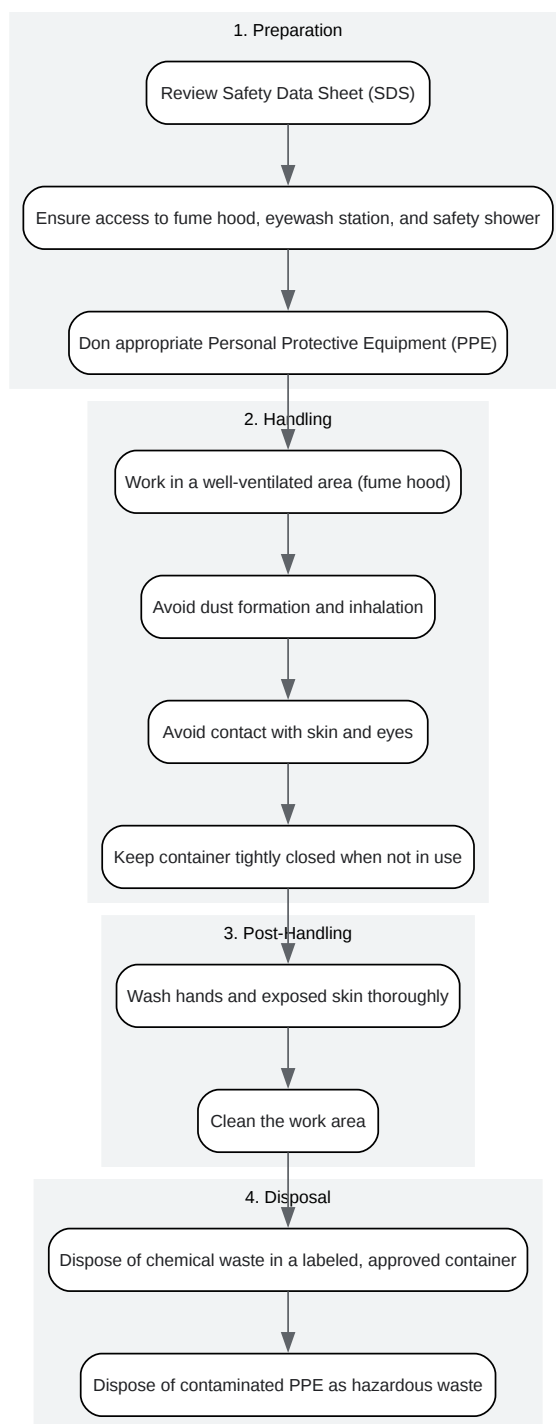 1. Preparation
Review Safety Data Sheet (SDS)
Ensure access to fume hood, eyewash station, and safety shower
Don appropriate Personal Protective Equipment (PPE)
2. Handling
Work in a well-ventilated area (fume hood)
Avoid dust formation and inhalation
Avoid contact with skin and eyes
Keep container tightly closed when not in use
3. Post-Handling
Wash hands and exposed skin thoroughly
Clean the work area
4. Disposal
Dispose of chemical waste in a labeled, approved container
Dispose of contaminated PPE as hazardous waste